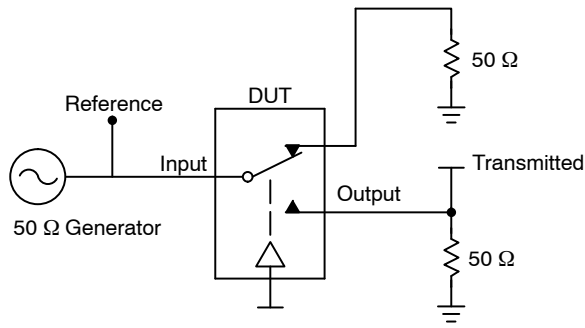 50 Ω
DUT
Reference
Input
Transmitted
Output
50 Ω Generator
50 Ω